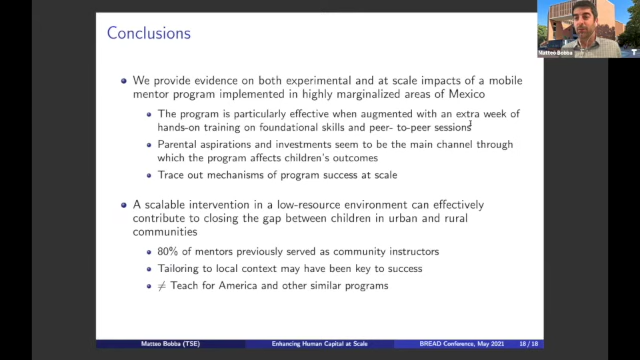 Conclusions
Matteo Bobba
We provide evidence on both experimental and at scale impacts of a mobile
mentor program implemented in highly marginalized areas of Mexico
The program is particularly effective when augmented with an extra week of
hands-on training on foundational skills and peer- to-peer sessions
Parental aspirations and investments seem to be the main channel through
which the program affects children's outcomes
Trace out mechanisms of program success at scale
A scalable intervention in a low-resource environment can effectively
contribute to closing the gap between children in urban and rural
communities
80% of mentors previously served as community instructors
Tailoring to local context may have been key to success
≠ Teach for America and other similar programs
Matteo Bobba (TSE) Enhancing Human Capital at Scale BREAD Conference, May 2021 18 / 18